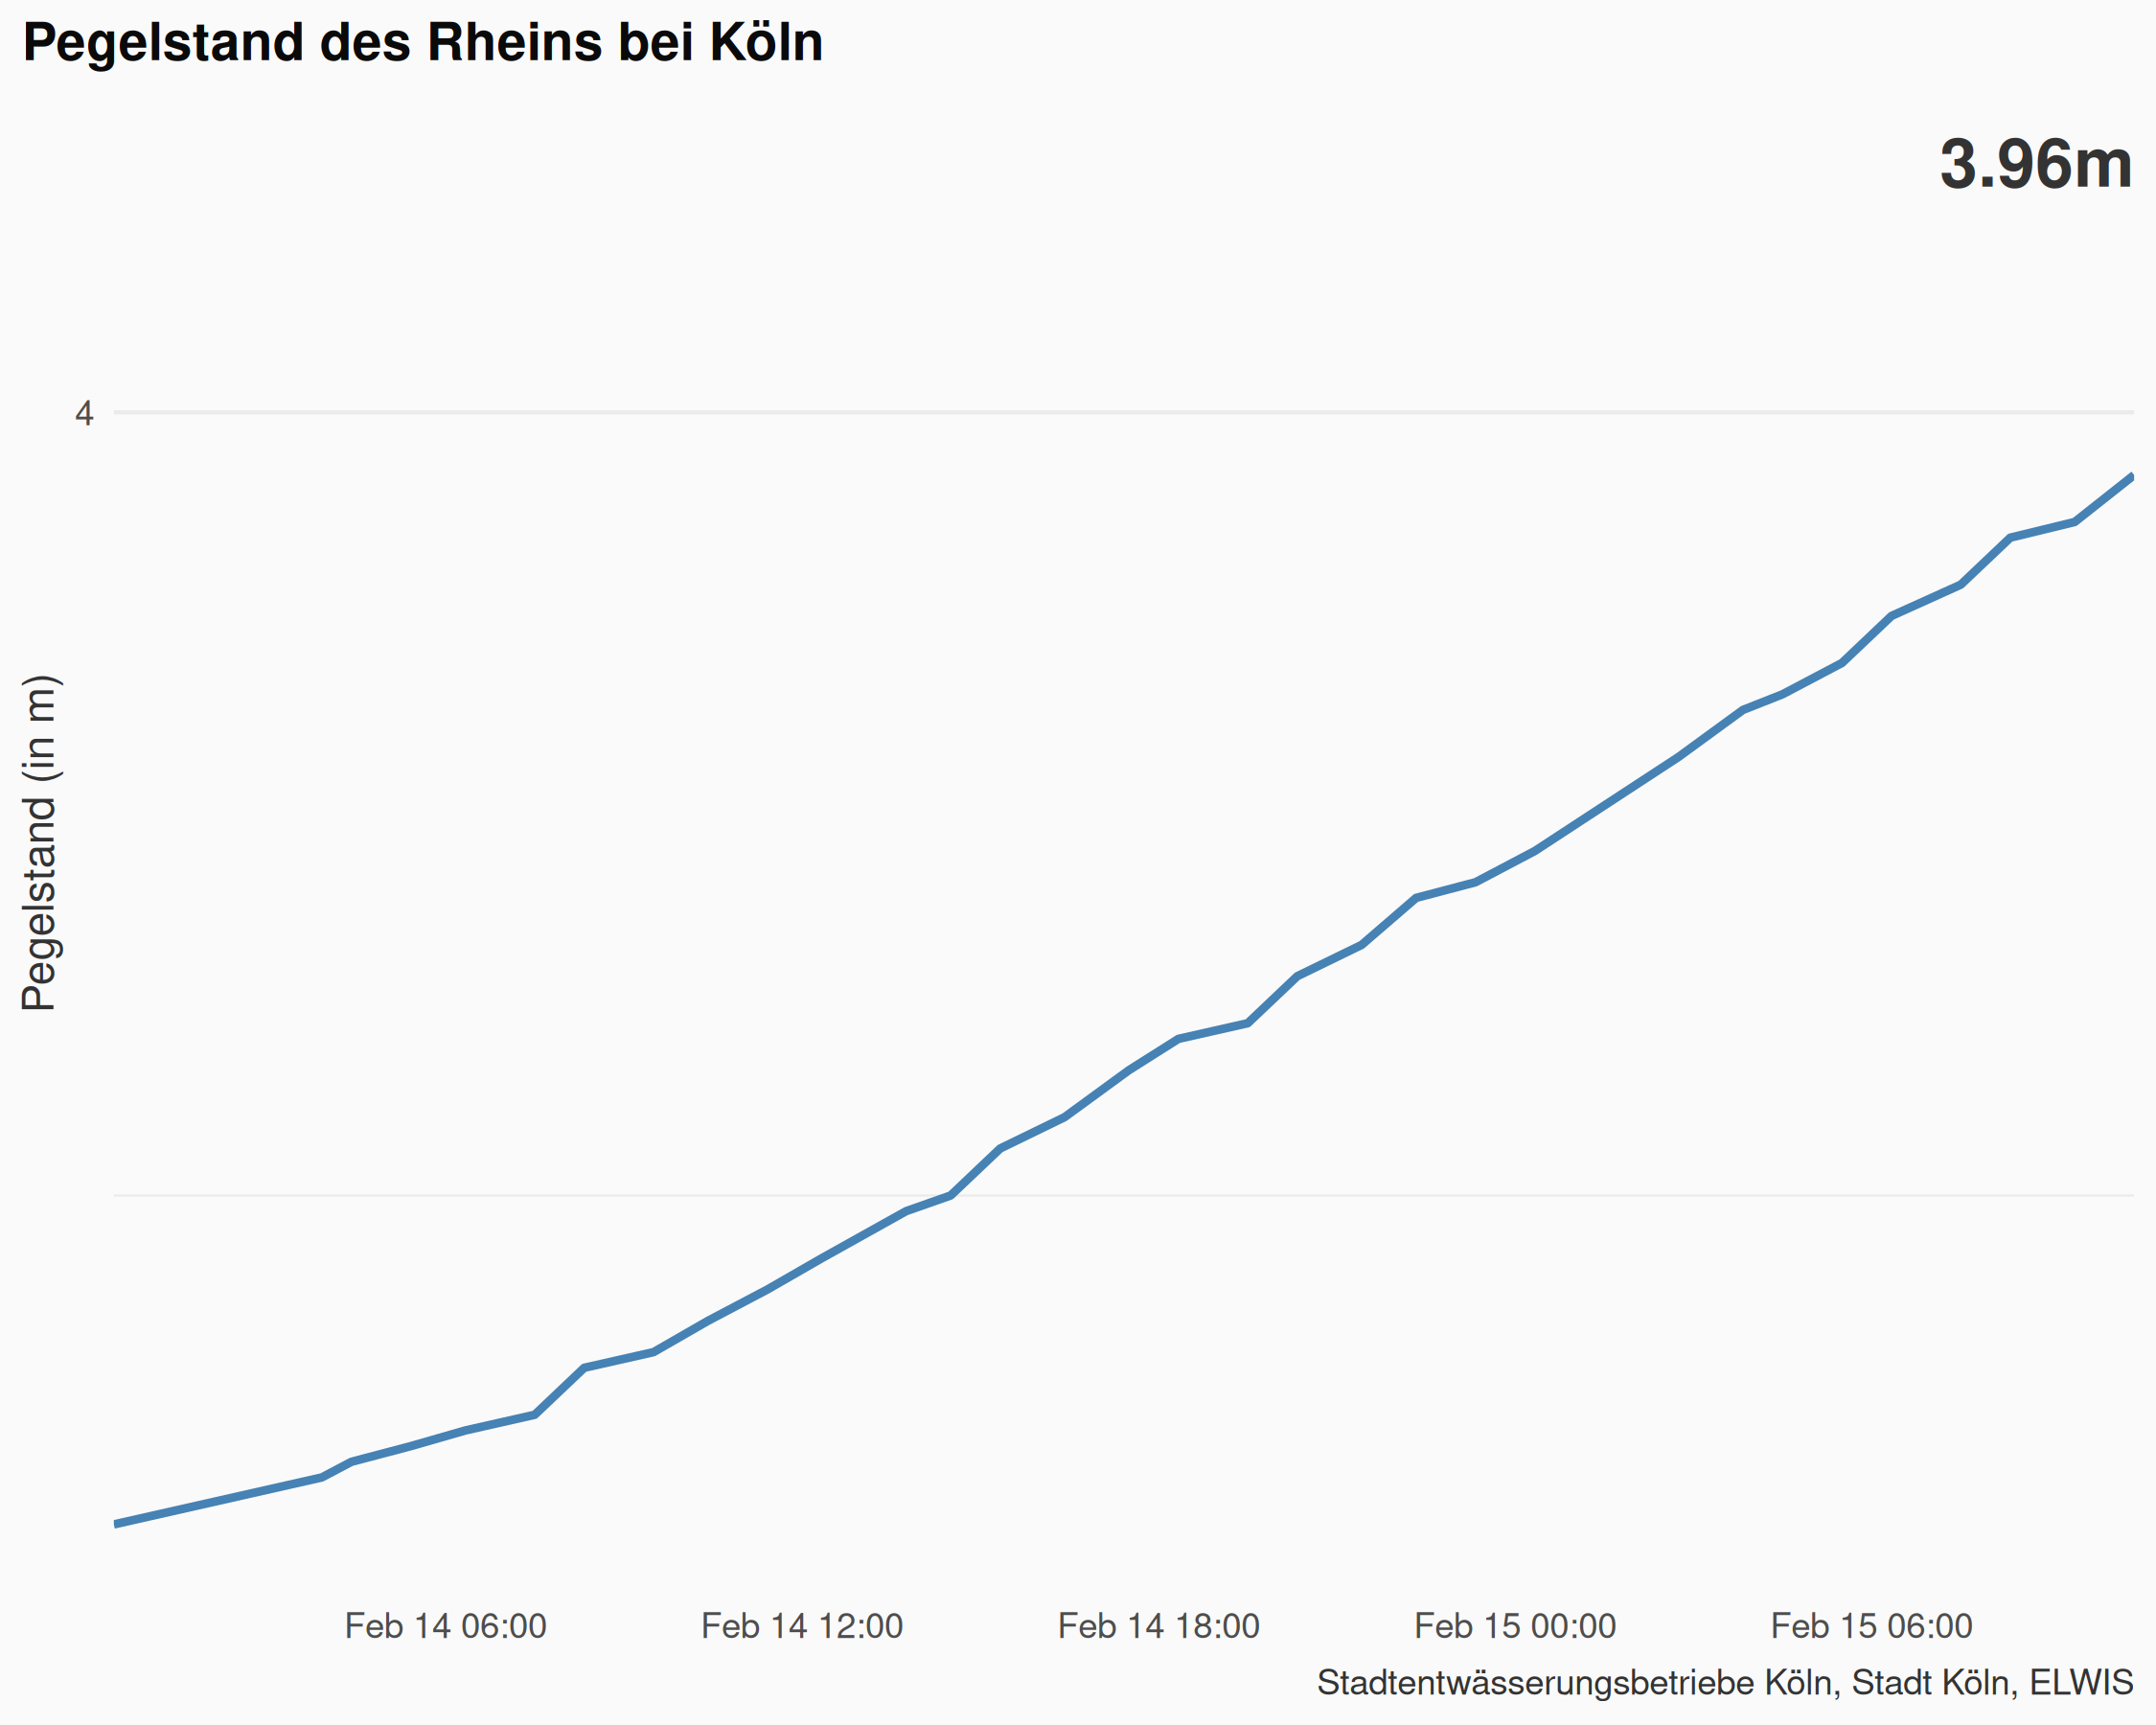 Pegelstand des Rheins bei Köln
3.96m
4
Pegelstand (in m)
Feb 14 06:00
Feb 14 12:00
Feb 14 18:00
Feb 15 00:00
Feb 15 06:00
Stadtentwässerungsbetriebe Köln, Stadt Köln, ELWIS